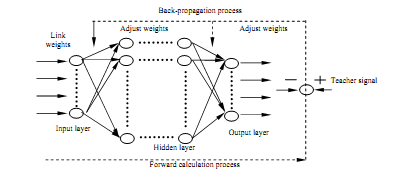 Back-propagation process
Link
weights
Adjust weights
Adjust weights
− +
Teacher signal
Input layer
Hidden layer
Output layer
Forward calculation process